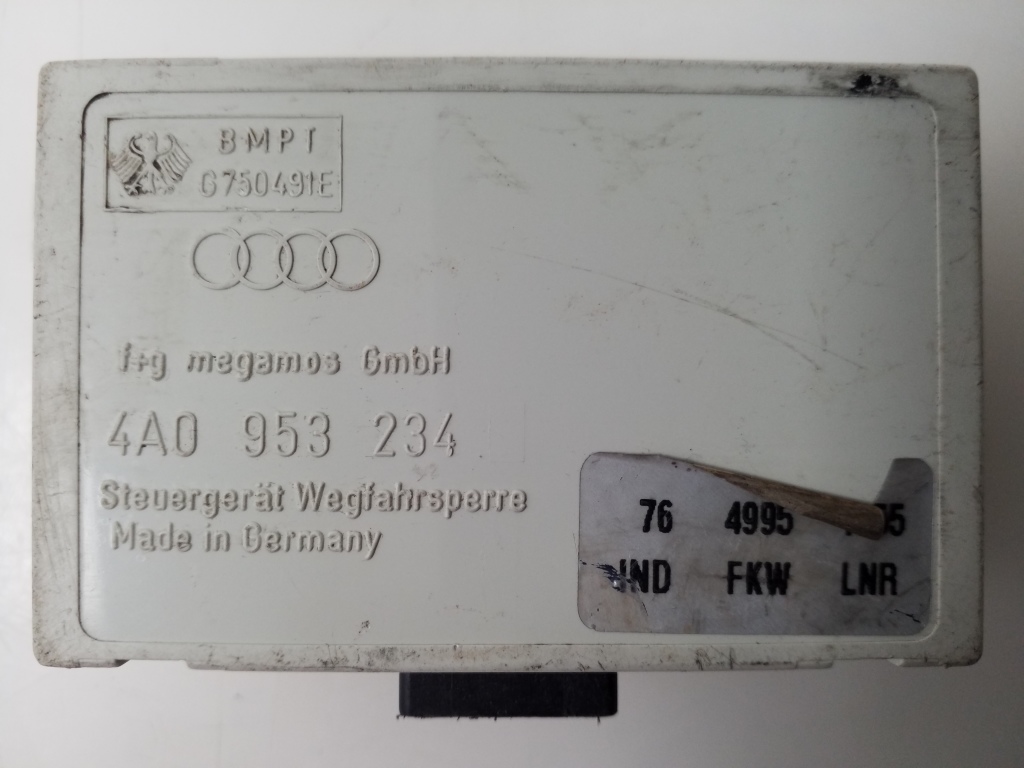 BMPT
G750491E
f+g megamos GmbH
4A0 953 234
Steuergerät Wegfahrsperre
Made in Germany
76 4995
IND FKW LNR